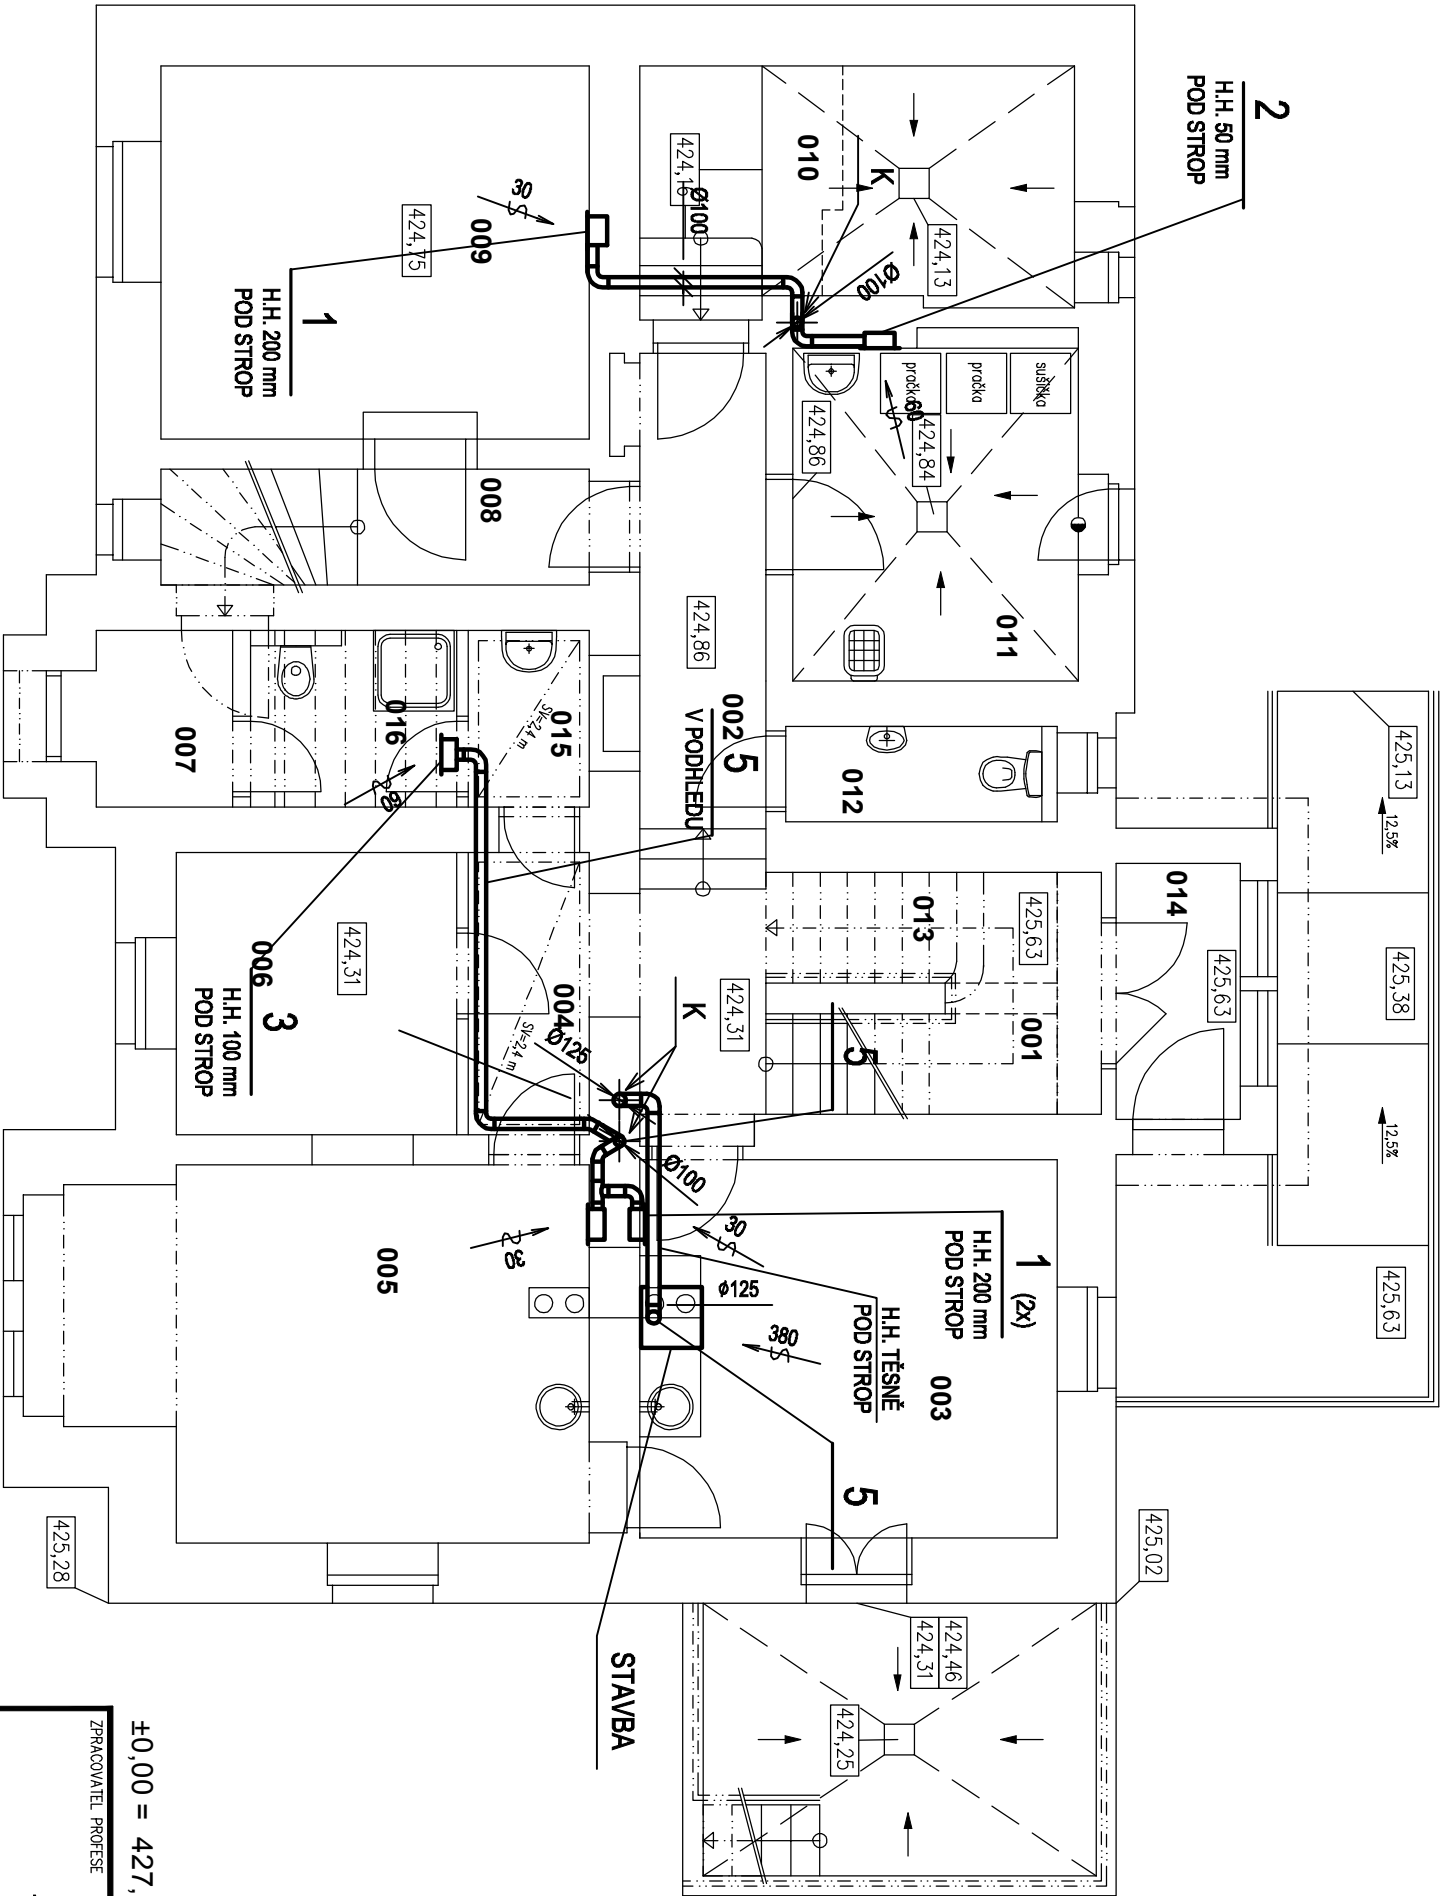 2
H.H. 50 mm
POD STROP
010
K
424,13
424,16
Ø100
Ø100
30
009
424,75
1
H.H. 200 mm
POD STROP
sušička
pračka
pračka
60
424,84
424,86
008
011
424,86
002
5
V PODHLEDU
015
SV=2,4 m
016
60
007
012
425,13
12,5%
014
013
425,63
425,63
425,38
001
424,31
K
5
004
SV=2,4 m
Ø125
424,31
006
3
H.H. 100 mm
POD STROP
12,5%
Ø100
30
30
005
1 (2x)
H.H. 200 mm
POD STROP
425,63
ϕ125
380
H.H. TĚSNĚ
POD STROP
003
5
425,02
425,28
STAVBA
424,46
424,31
424,25
±0,00 = 427,
ZPRACOVATEL PROFESE